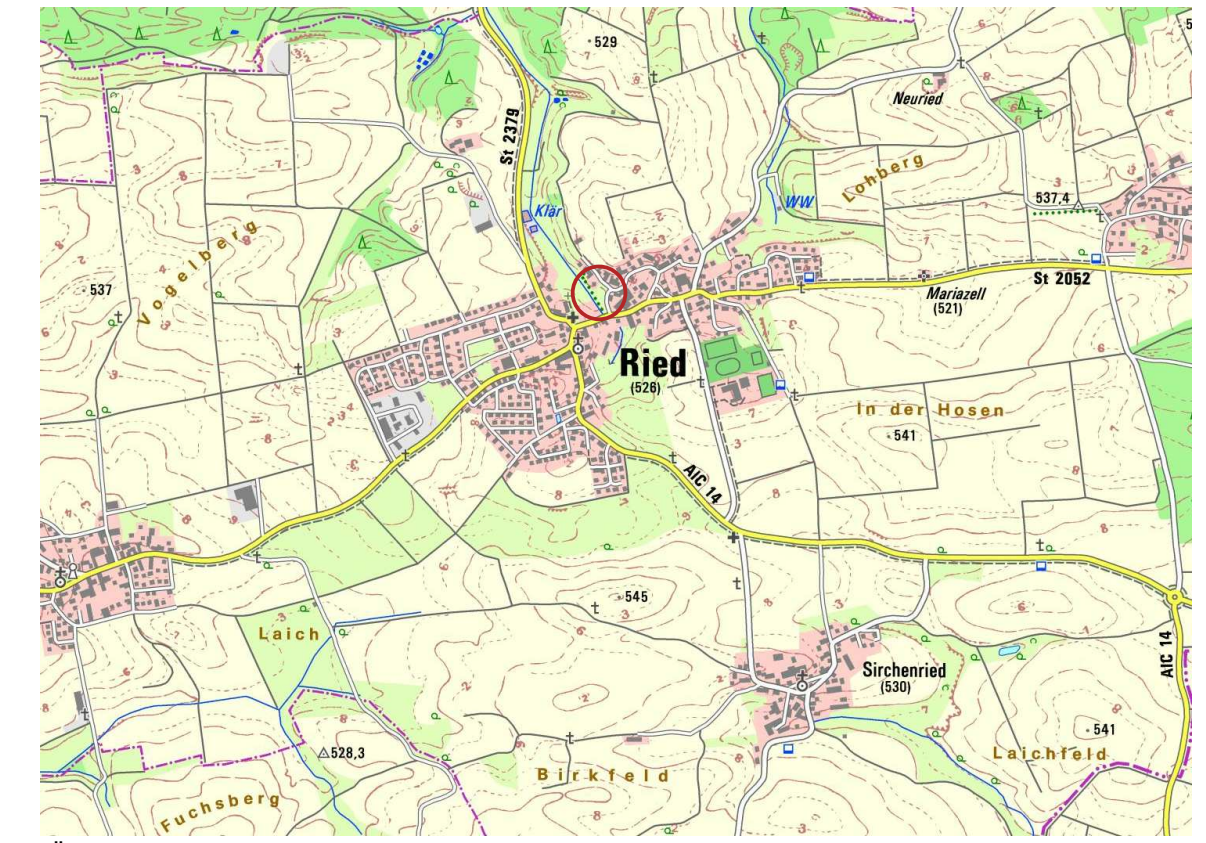 529
Neuried
St 2379
Lohberg
WW
537,4
Klär
Vogelberg
537
St 2052
Mariazell
(521)
Ried
(526)
In der Hosen
541
AIC 14
545
Laich
Sirchenried
(530)
AIC 14
528,3
541
Laichfeld
Birkfeld
Fuchsberg